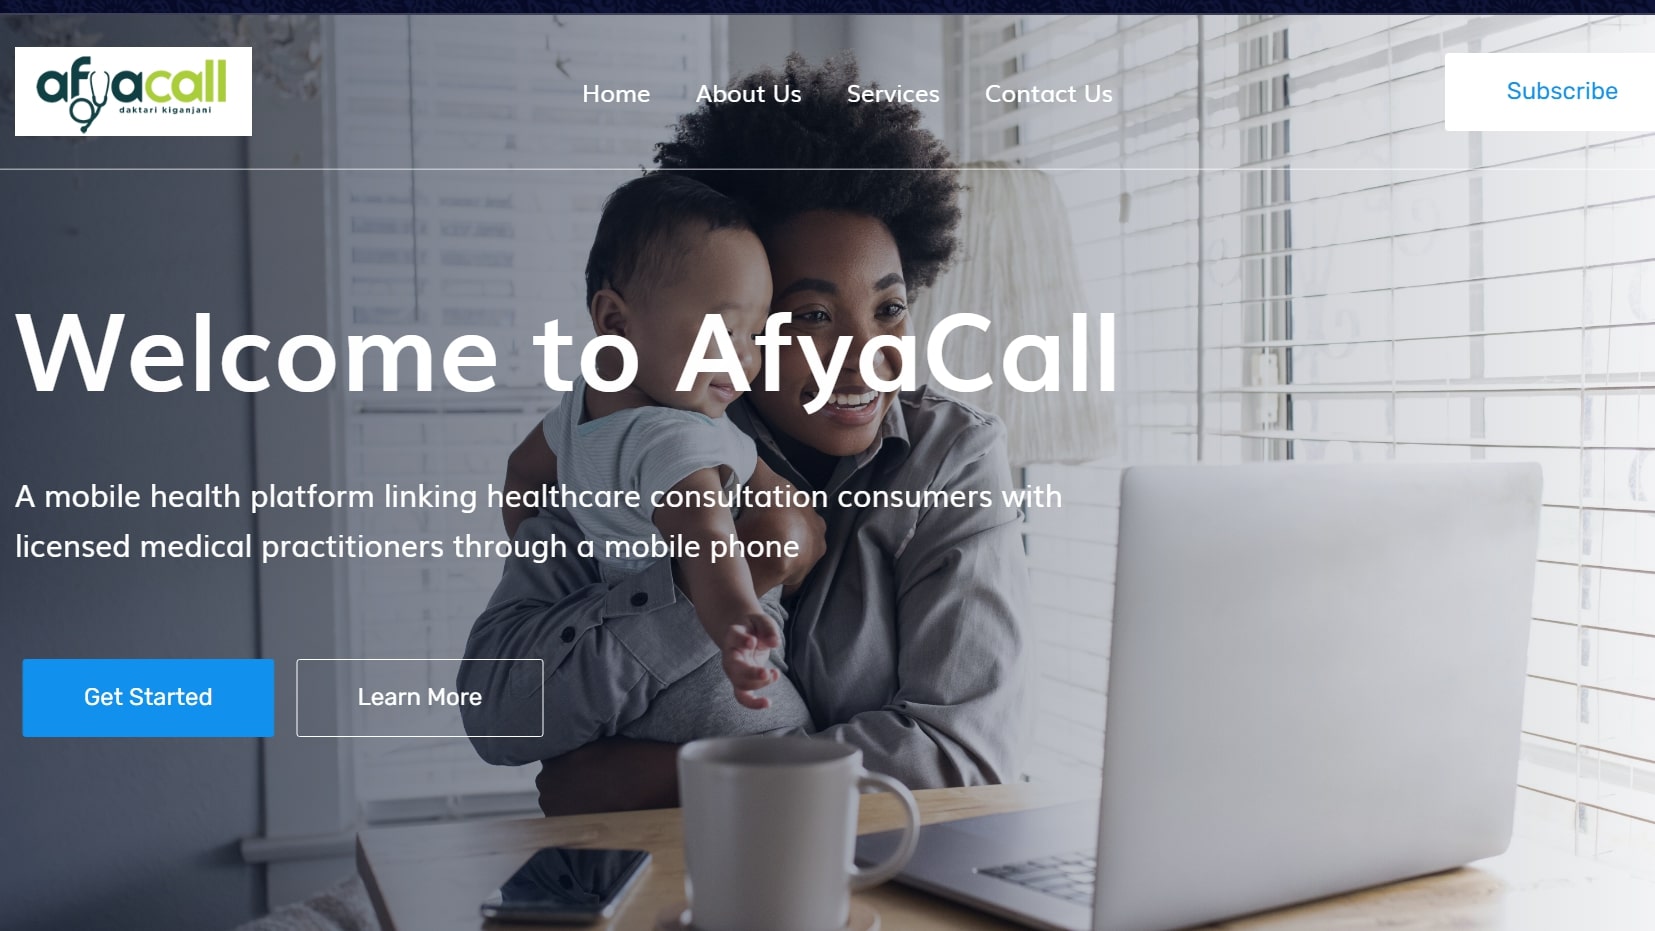 afyacall
daktari kiganjani
Home
About Us
Services
Contact Us
Subscribe
Welcome to AfyaCall
A mobile health platform linking healthcare consultation consumers with
licensed medical practitioners through a mobile phone
Get Started
Learn More